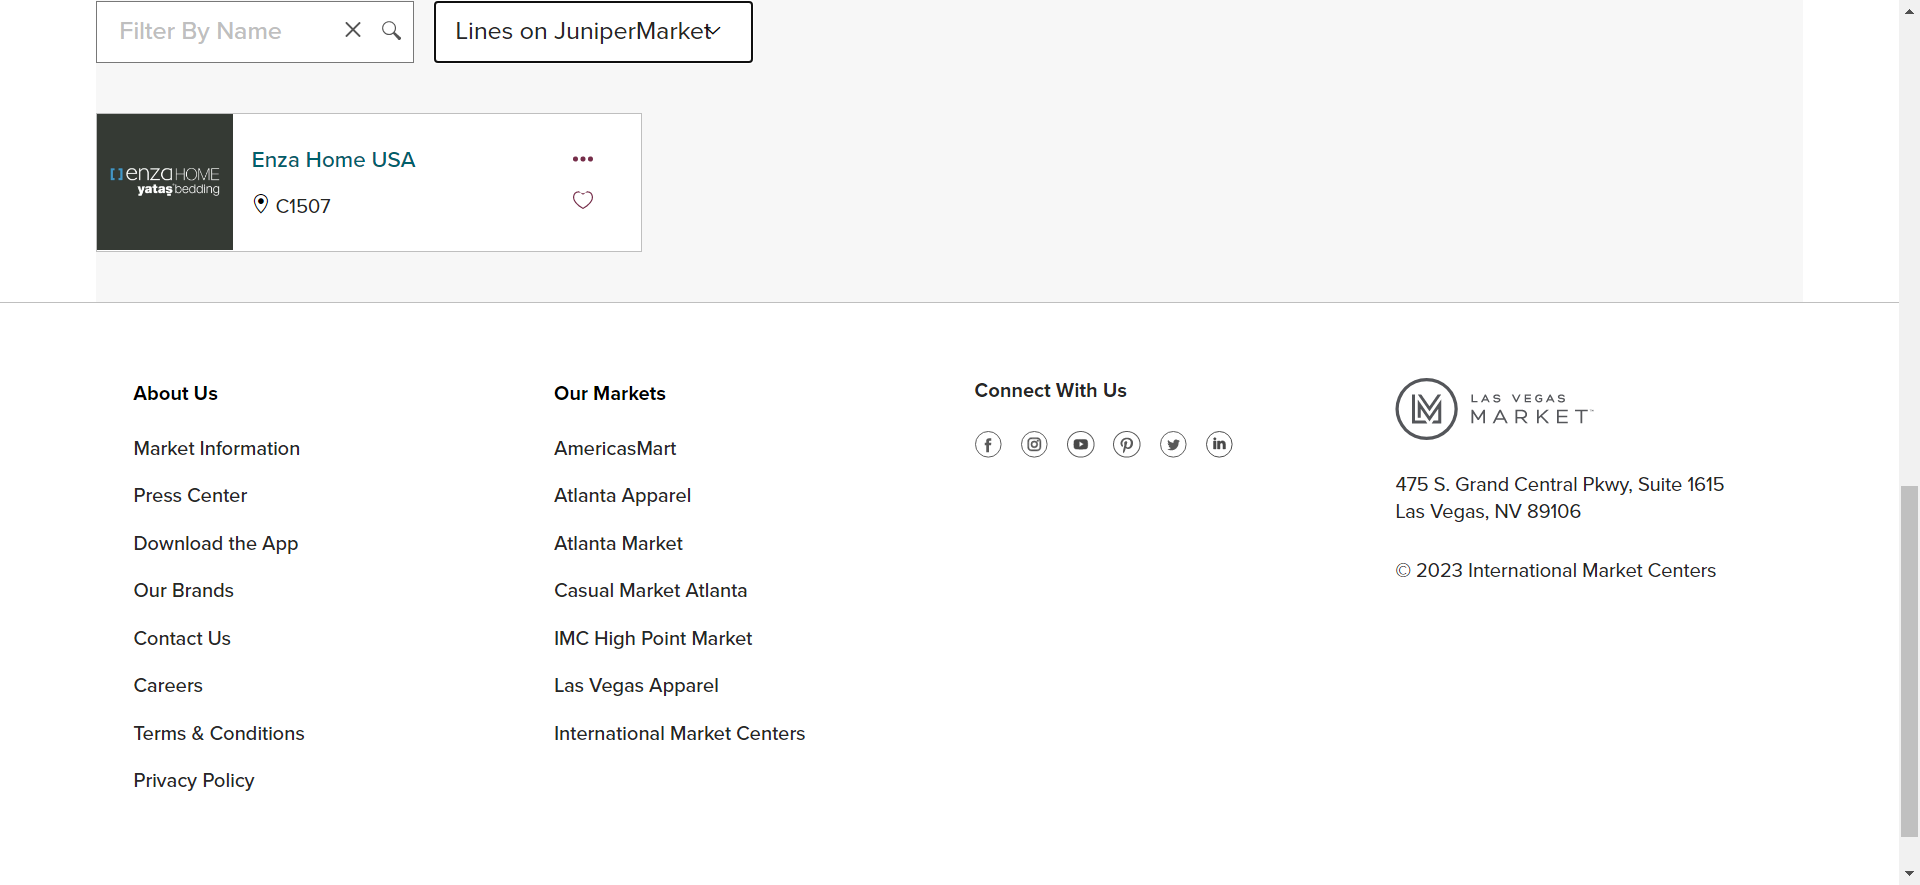 Filter By Name
Lines on JuniperMarket
enza HOME
yataş bedding
Enza Home USA
C1507
About Us
Market Information
Press Center
Download the App
Our Brands
Contact Us
Careers
Terms & Conditions
Privacy Policy
Our Markets
AmericasMart
Atlanta Apparel
Atlanta Market
Casual Market Atlanta
IMC High Point Market
Las Vegas Apparel
International Market Centers
Connect With Us
LAS VEGAS
MARKET
475 S. Grand Central Pkwy, Suite 1615
Las Vegas, NV 89106
© 2023 International Market Centers